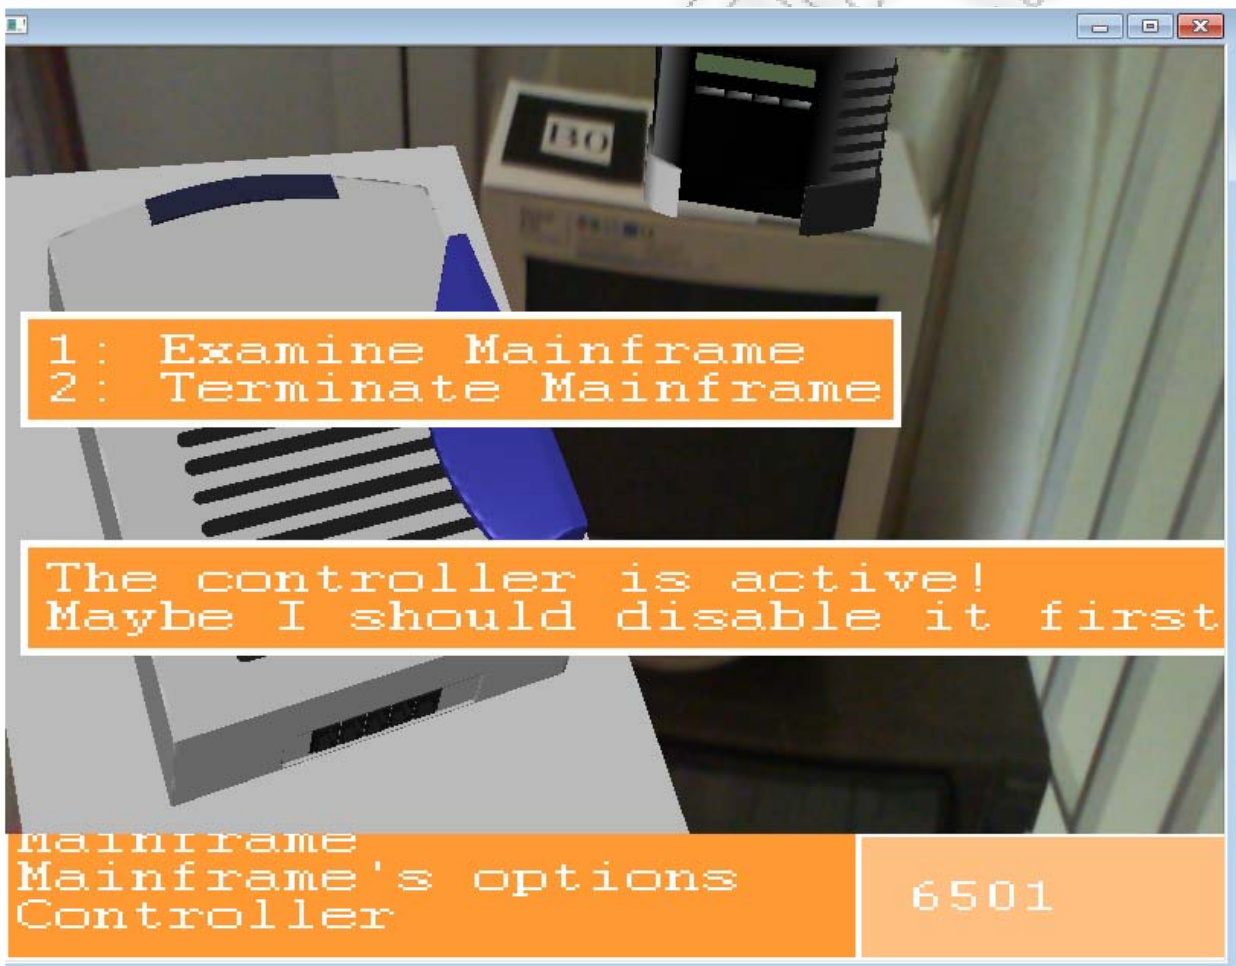 B0
1: Examine Mainframe
2: Terminate Mainframe
The controller is active!
Maybe I should disable it first
Mainframe
Mainframe's options
Controller
6501